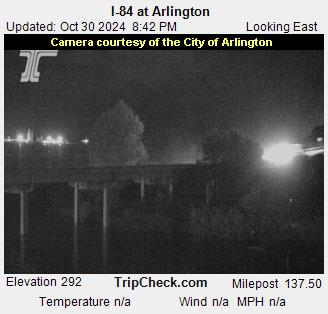 I-84 at Arlington
Updated: Oct 30 2024 8:42 PM Looking East
Camera courtesy of the City of Arlington
Elevation 292 TripCheck.com Milepost 137.50
Temperature n/a Wind n/a MPH n/a